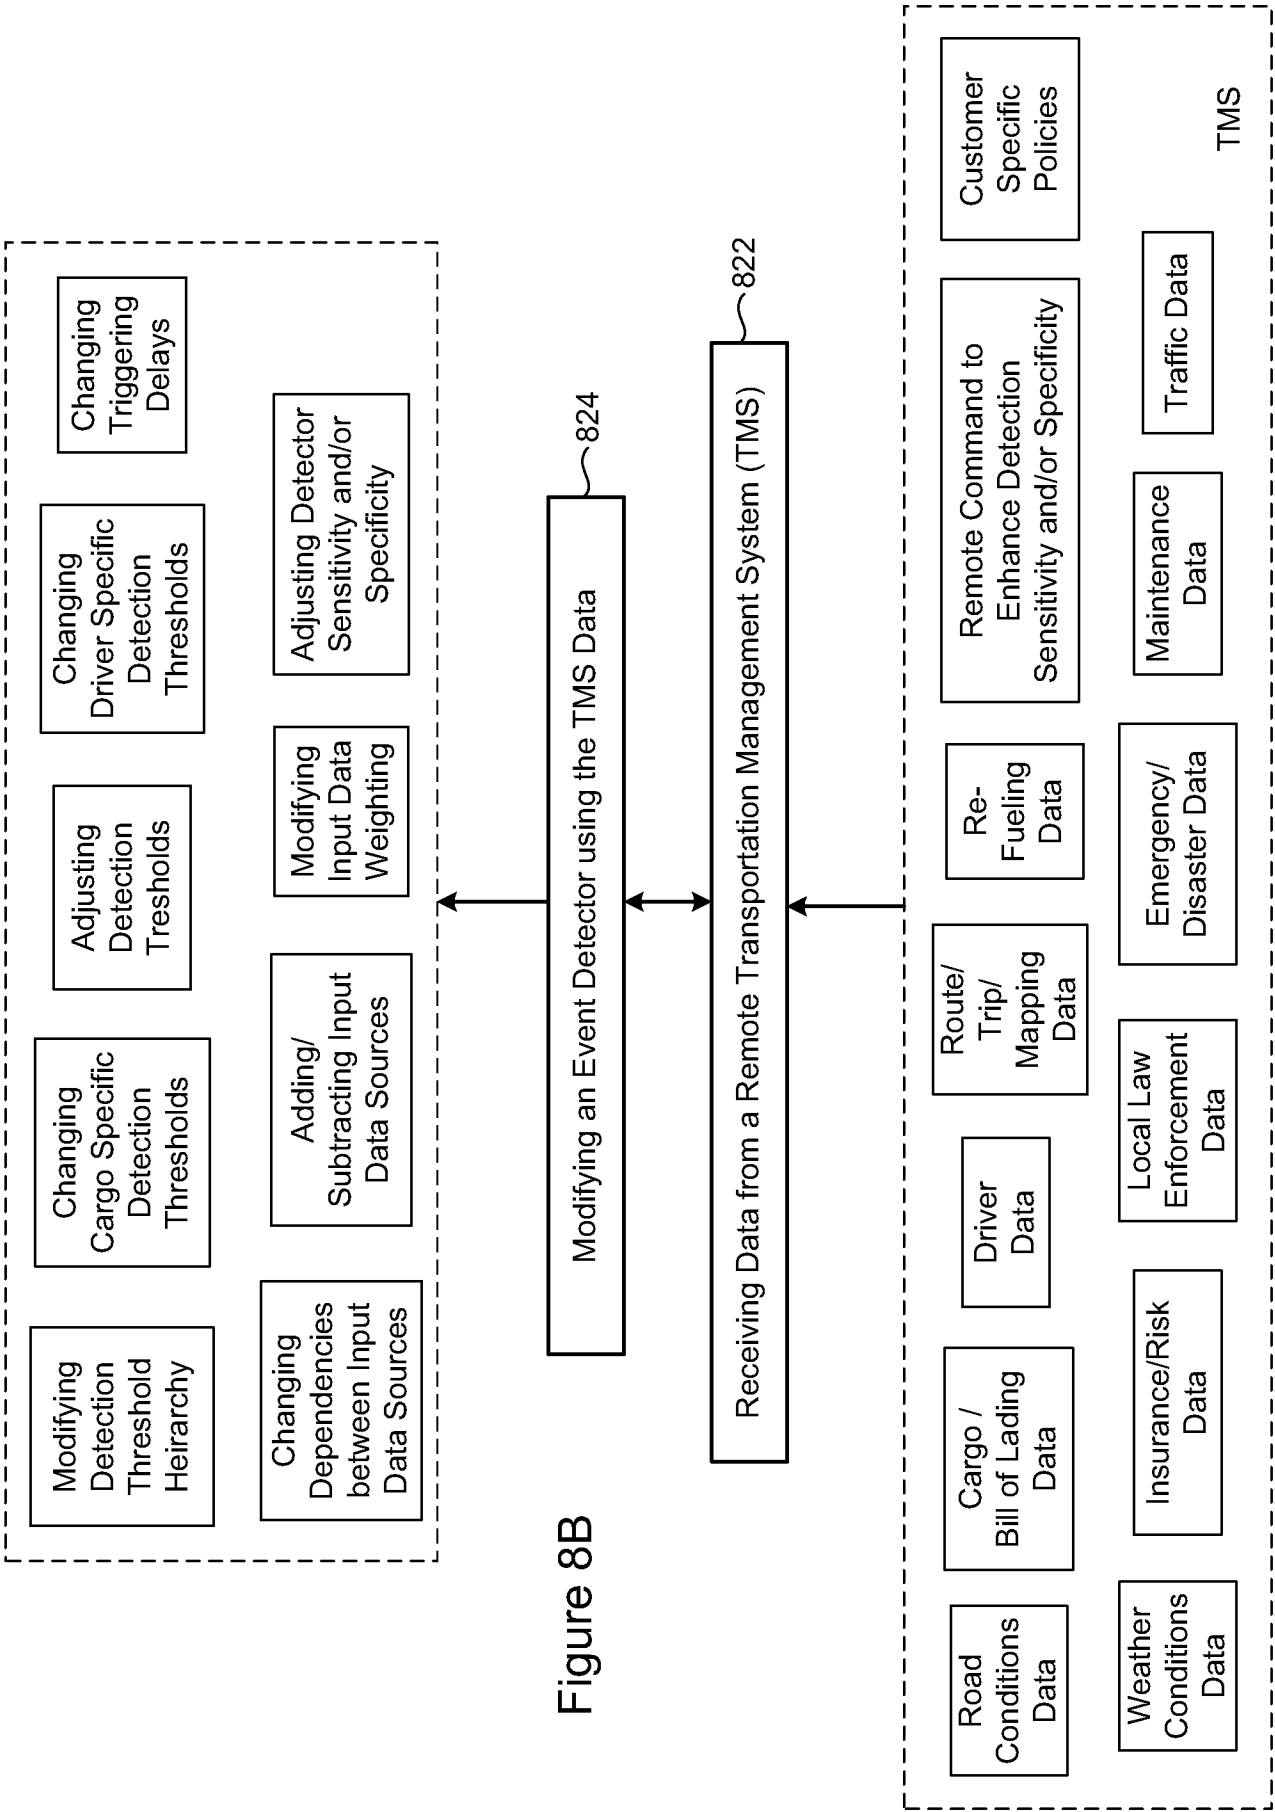 Modifying
Detection
Threshold
Heirarchy
Changing
Cargo Specific
Detection
Thresholds
Adjusting
Detection
Tresholds
Changing
Driver Specific
Detection
Thresholds
Changing
Triggering
Delays
Changing
Dependencies
between Input
Data Sources
Adding/
Subtracting Input
Data Sources
Modifying
Input Data
Weighting
Adjusting Detector
Sensitivity and/or
Specificity
Figure 8B
Modifying an Event Detector using the TMS Data
824
Receiving Data from a Remote Transportation Management System (TMS)
822
Road
Conditions
Data
Cargo /
Bill of Lading
Data
Driver
Data
Route/
Trip/
Mapping
Data
Re-
Fueling
Data
Remote Command to
Enhance Detection
Sensitivity and/or Specificity
Customer
Specific
Policies
Weather
Conditions
Data
Insurance/Risk
Data
Local Law
Enforcement
Data
Emergency/
Disaster Data
Maintenance
Data
Traffic Data
TMS